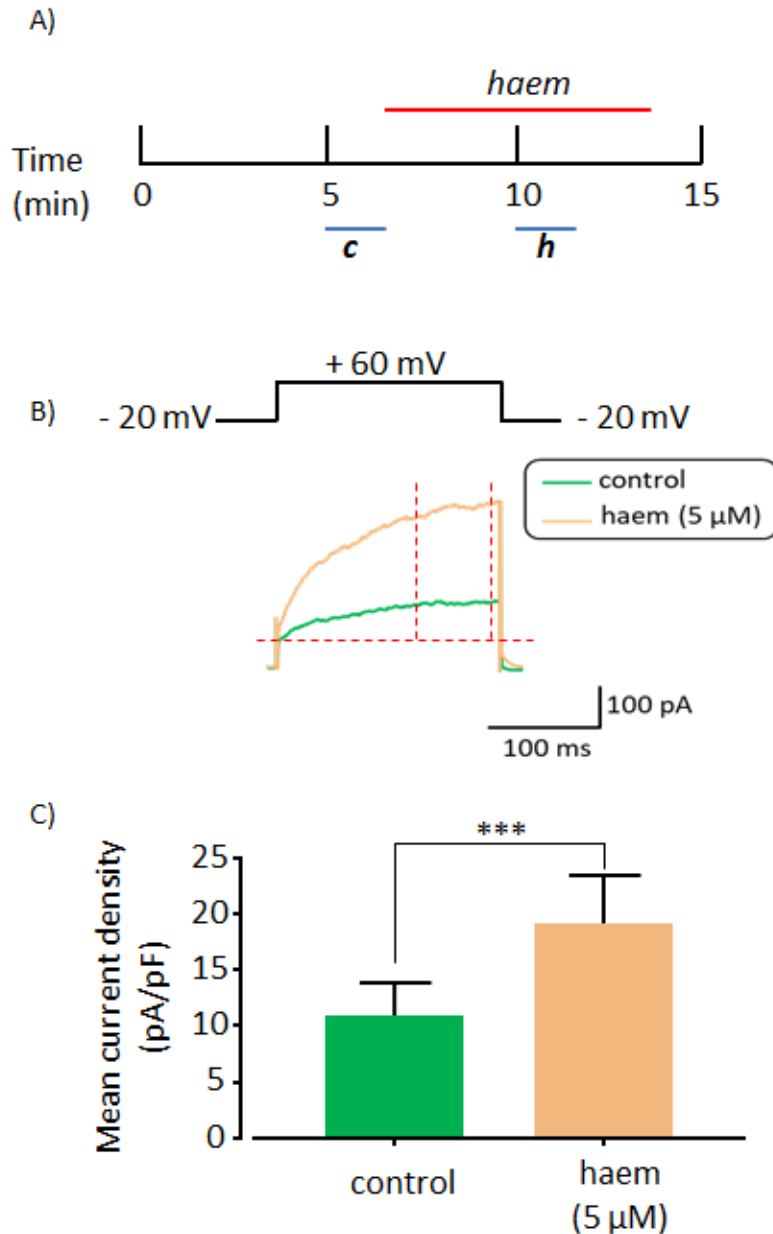 A)
haem
Time
(min)
0 5 10 15
c h
+ 60 mV
B)
- 20 mV - 20 mV
control
haem (5 µM)
100 pA
100 ms
C)
***
Mean current density
(pA/pF)
25
20
15
10
5
0
control haem
(5 µM)